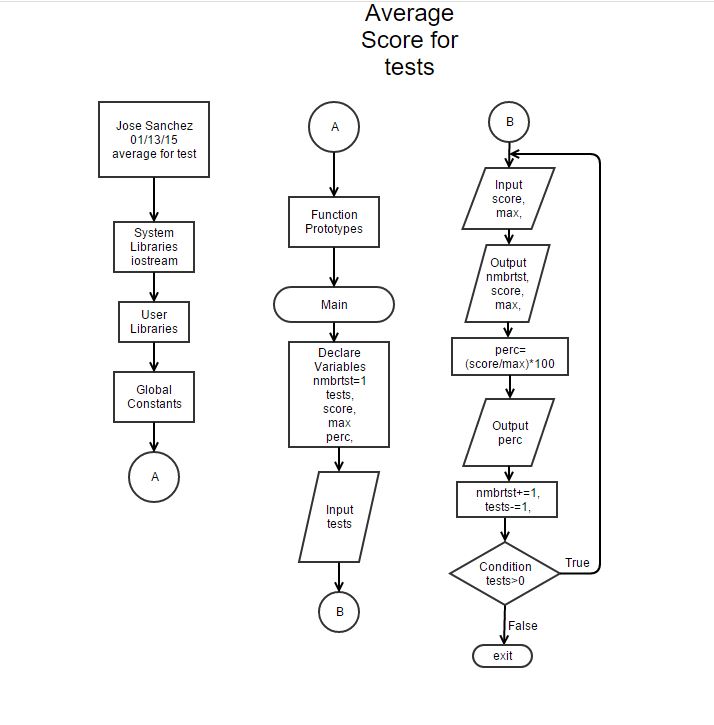 Average
Score for
tests
Jose Sanchez
01/13/15
average for test
System
Libraries
iostream
User
Libraries
Global
Constants
A
A
Function
Prototypes
Main
Declare
Variables
nmbrtst=1
tests,
score,
max
perc,
Input
tests
B
B
Input
score,
max,
Output
nmbrtst,
score,
max,
perc=
(score/max)*100
Output
perc
nmbrtst+=1,
tests-=1,
Condition
tests>0
True
False
exit